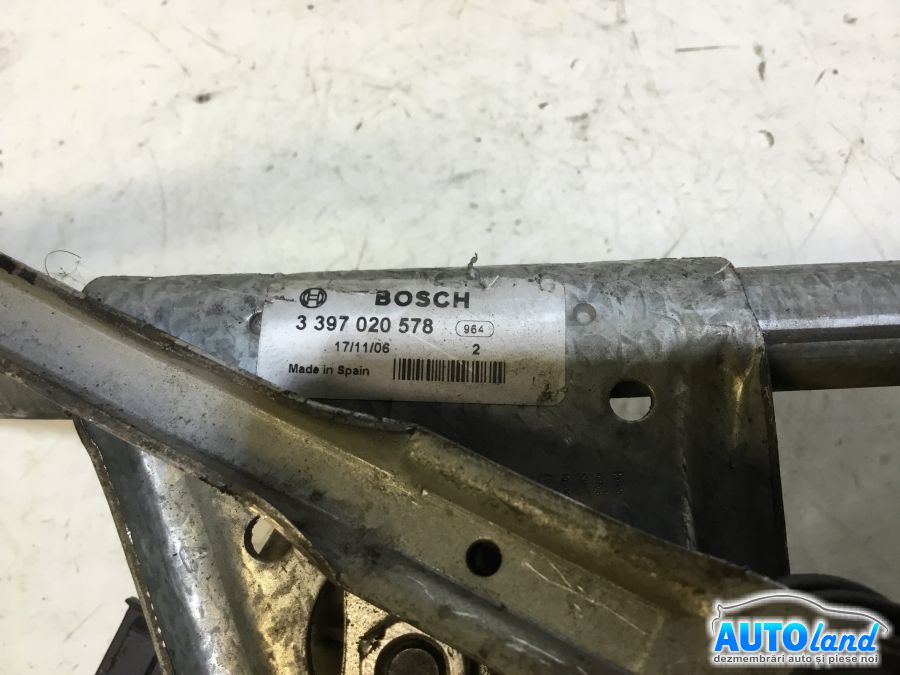 BOSCH
3 397 020 578 964
17/11/06 2
Made in Spain
AUTOland
dezmembrări auto și piese noi